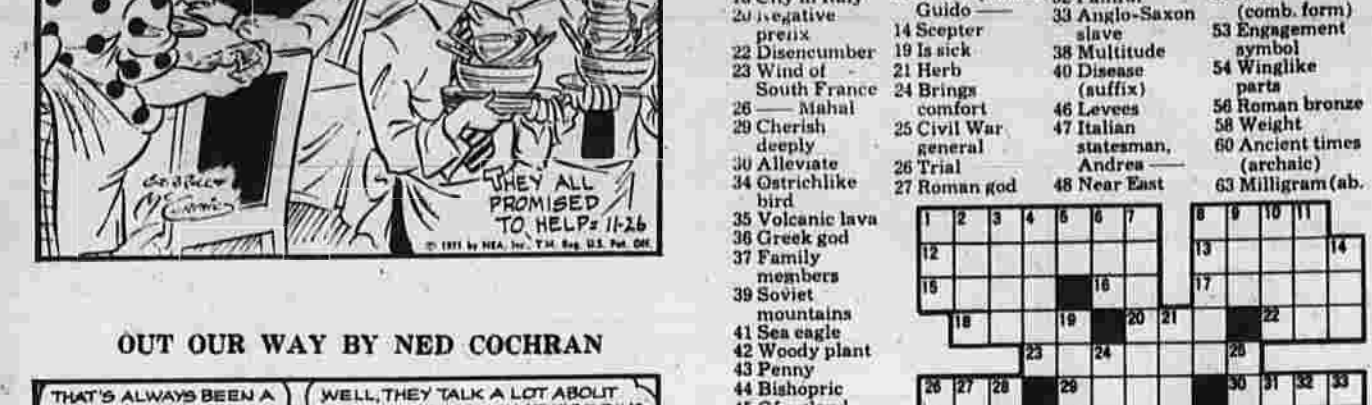 THEY ALL
PROMISED
TO HELP= 11-26
© 1971 by NEA, Inc., T.M. Reg. U.S. Pat. Off.
OUT OUR WAY BY NED COCHRAN
THAT'S ALWAYS BEEN A
WELL, THEY TALK A LOT ABOUT
20 Negative
prefix
22 Disencumber
23 Wind of
South France
26 — Mahal
29 Cherish
deeply
30 Alleviate
34 Ostrichlike
bird
35 Volcanic lava
36 Greek god
37 Family
members
39 Soviet
mountains
41 Sea eagle
42 Woody plant
43 Penny
44 Bishopric
Guido —
14 Scepter
19 Is sick
21 Herb
24 Brings
comfort
25 Civil War
general
26 Trial
27 Roman god
33 Anglo-Saxon
slave
38 Multitude
40 Disease
(suffix)
46 Levees
47 Italian
statesman,
Andrea —
48 Near East
(comb. form)
53 Engagement
symbol
54 Winglike
parts
56 Roman bronze
58 Weight
60 Ancient times
(archaic)
63 Milligram (ab.
1 2 3 4 5 6 7 8 9 10 11
12 13 14
15 16 17
18 19 20 21 22
23 24 25
26 27 28 29 30 31 32 33